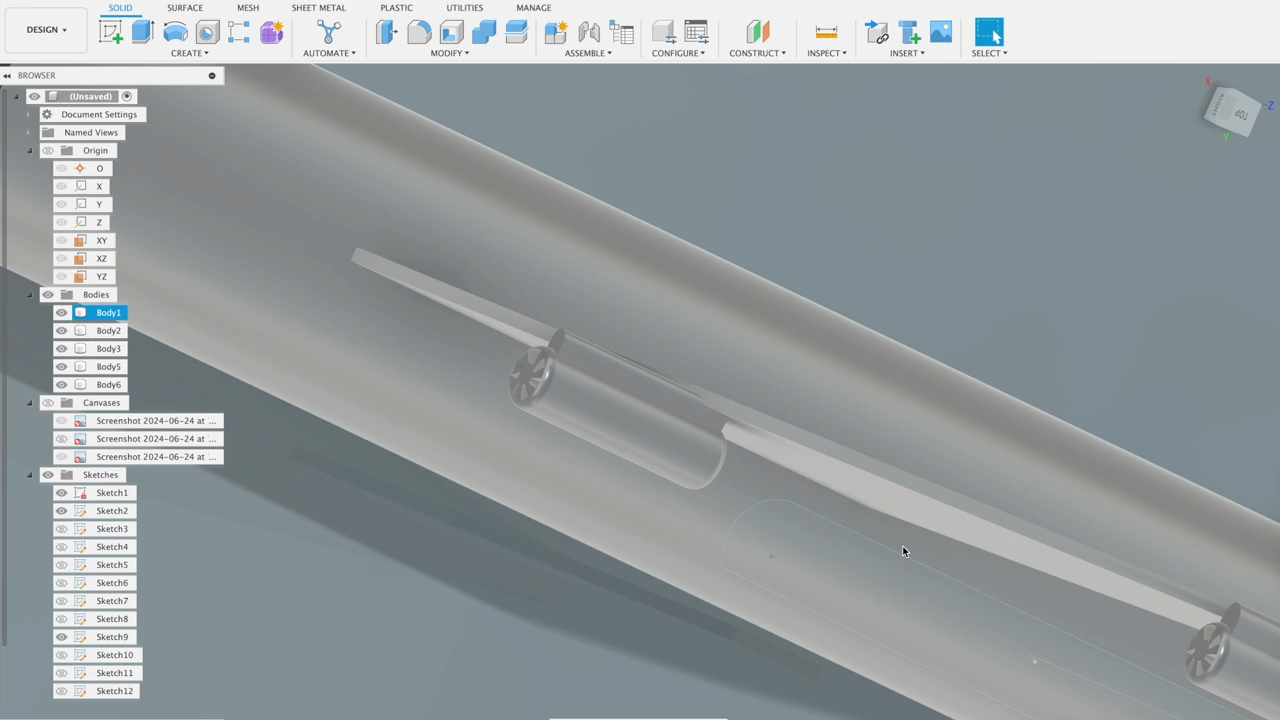 SOLID SURFACE MESH SHEET METAL PLASTIC UTILITIES MANAGE
DESIGN
CREATE AUTOMATE MODIFY ASSEMBLE CONFIGURE CONSTRUCT INSPECT INSERT SELECT
BROWSER
(Unsaved)
Document Settings
Named Views
Origin
O
X
Y
Z
XY
XZ
YZ
Bodies
Body1
Body2
Body3
Body5
Body6
Canvases
Screenshot 2024-06-24 at ...
Screenshot 2024-06-24 at ...
Screenshot 2024-06-24 at ...
Sketches
Sketch1
Sketch2
Sketch3
Sketch4
Sketch5
Sketch6
Sketch7
Sketch8
Sketch9
Sketch10
Sketch11
Sketch12
X
RIGHT TOP Z
Y